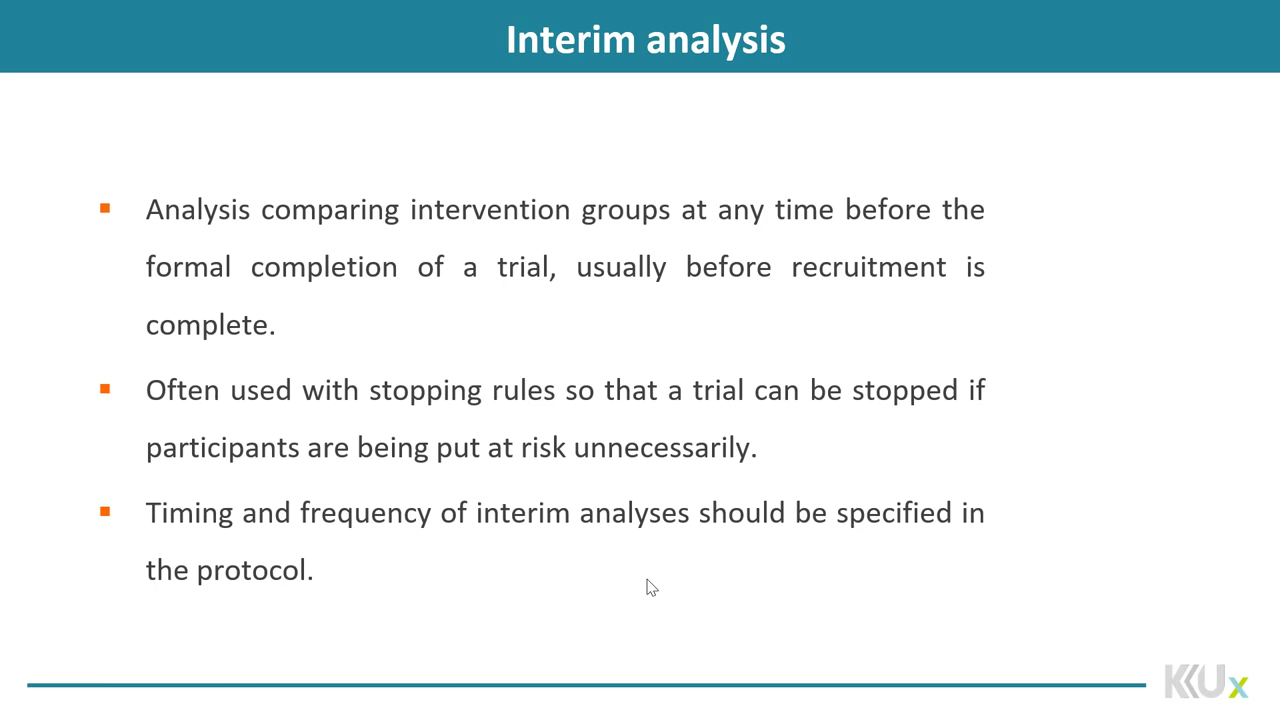 Interim analysis
Analysis comparing intervention groups at any time before the
formal completion of a trial, usually before recruitment is
complete.
Often used with stopping rules so that a trial can be stopped if
participants are being put at risk unnecessarily.
Timing and frequency of interim analyses should be specified in
the protocol.
KKUx